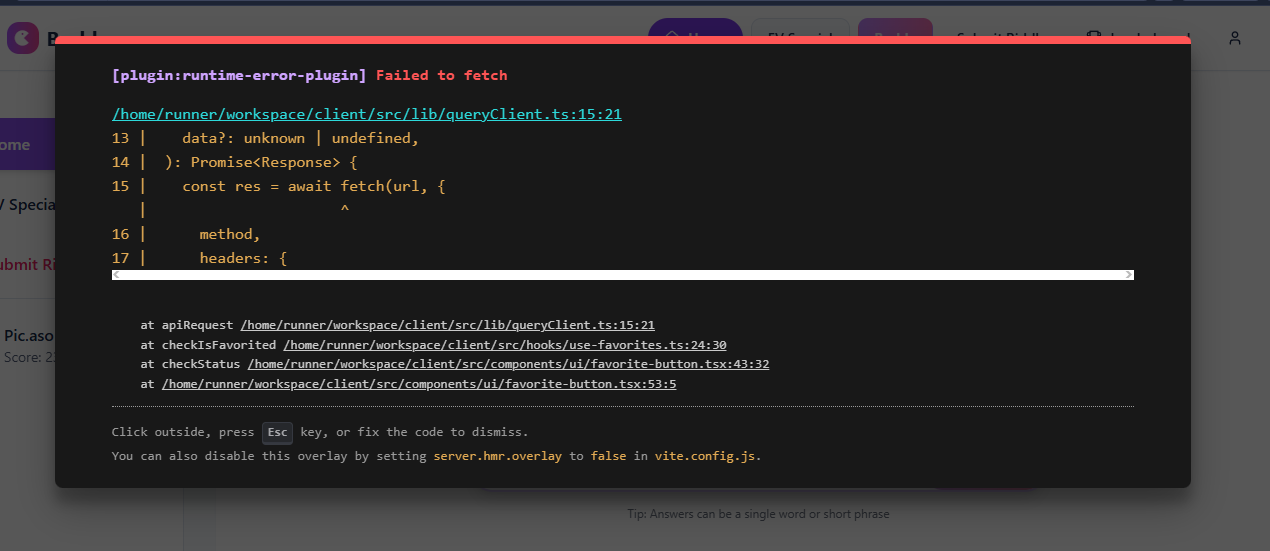 [plugin:runtime-error-plugin] Failed to fetch
/home/runner/workspace/client/src/lib/queryClient.ts:15:21
13 |    data?: unknown | undefined,
14 |  ): Promise<Response> {
15 |    const res = await fetch(url, {
   |                      ^
16 |      method,
17 |      headers: {
ome
Specia
ubmit Ri
Pic.aso
Score: 2
at apiRequest /home/runner/workspace/client/src/lib/queryClient.ts:15:21
at checkIsFavorited /home/runner/workspace/client/src/hooks/use-favorites.ts:24:30
at checkStatus /home/runner/workspace/client/src/components/ui/favorite-button.tsx:43:32
at /home/runner/workspace/client/src/components/ui/favorite-button.tsx:53:5
Click outside, press Esc key, or fix the code to dismiss.
You can also disable this overlay by setting server.hmr.overlay to false in vite.config.js.
Tip: Answers can be a single word or short phrase